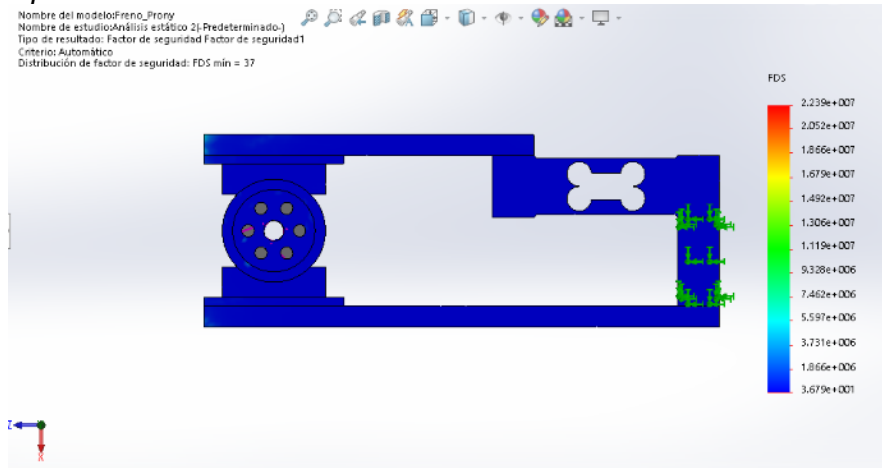 Nombre del modelo:Freno_Prony
Nombre de estudio:Análisis estático 2(-Predeterminado-)
Tipo de resultado: Factor de seguridad Factor de seguridad1
Criterio: Automático
Distribución de factor de seguridad: FDS mín = 37
FDS
2.239e+007
2.052e+007
1.866e+007
1.679e+007
1.492e+007
1.306e+007
1.119e+007
9.328e+006
7.462e+006
5.597e+006
3.731e+006
1.866e+006
3.679e+001
Z
X